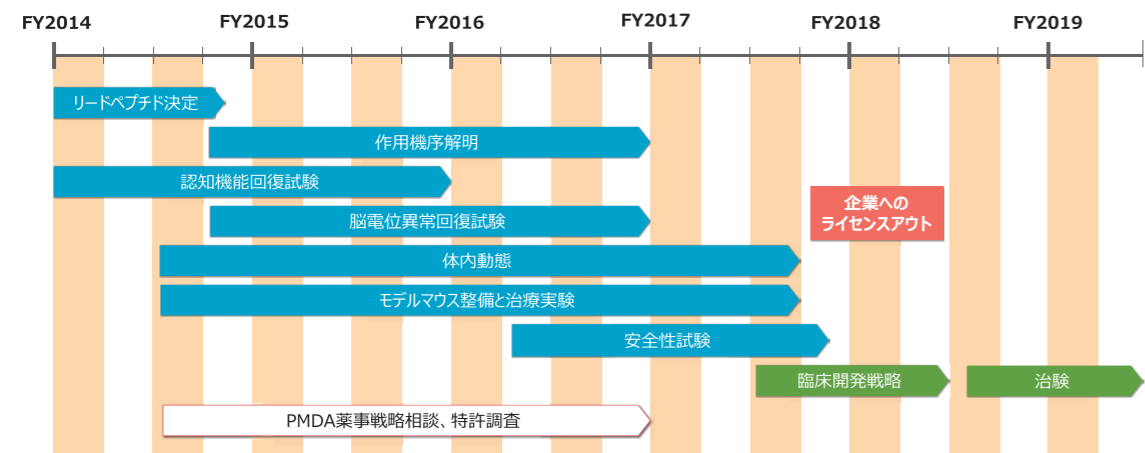 FY2014 FY2015 FY2016 FY2017 FY2018 FY2019
リードペプチド決定
作用機序解明
認知機能回復試験
企業への
ライセンスアウト
脳電位異常回復試験
体内動態
モデルマウス整備と治療実験
安全性試験
臨床開発戦略
治験
PMDA薬事戦略相談、特許調査